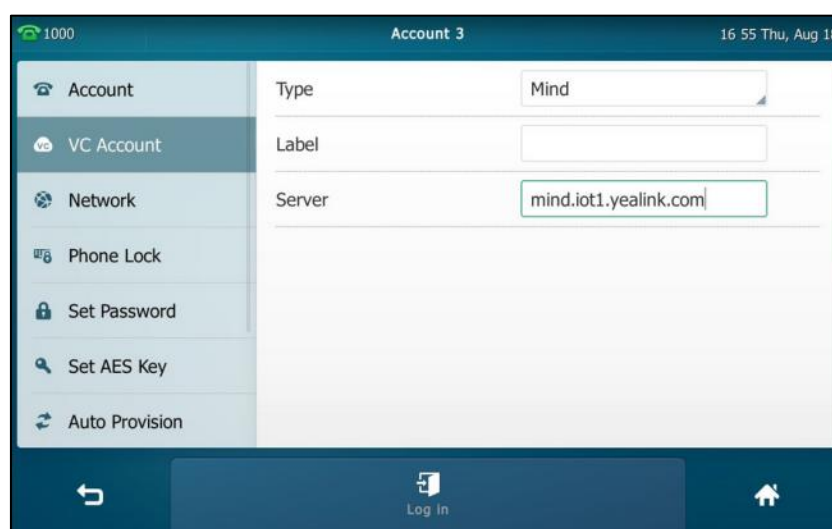 1000 Account 3 16 55 Thu, Aug 18
Account
VC Account
Network
Phone Lock
Set Password
Set AES Key
Auto Provision
Type Mind
Label
Server mind.iot1.yealink.com
Log in